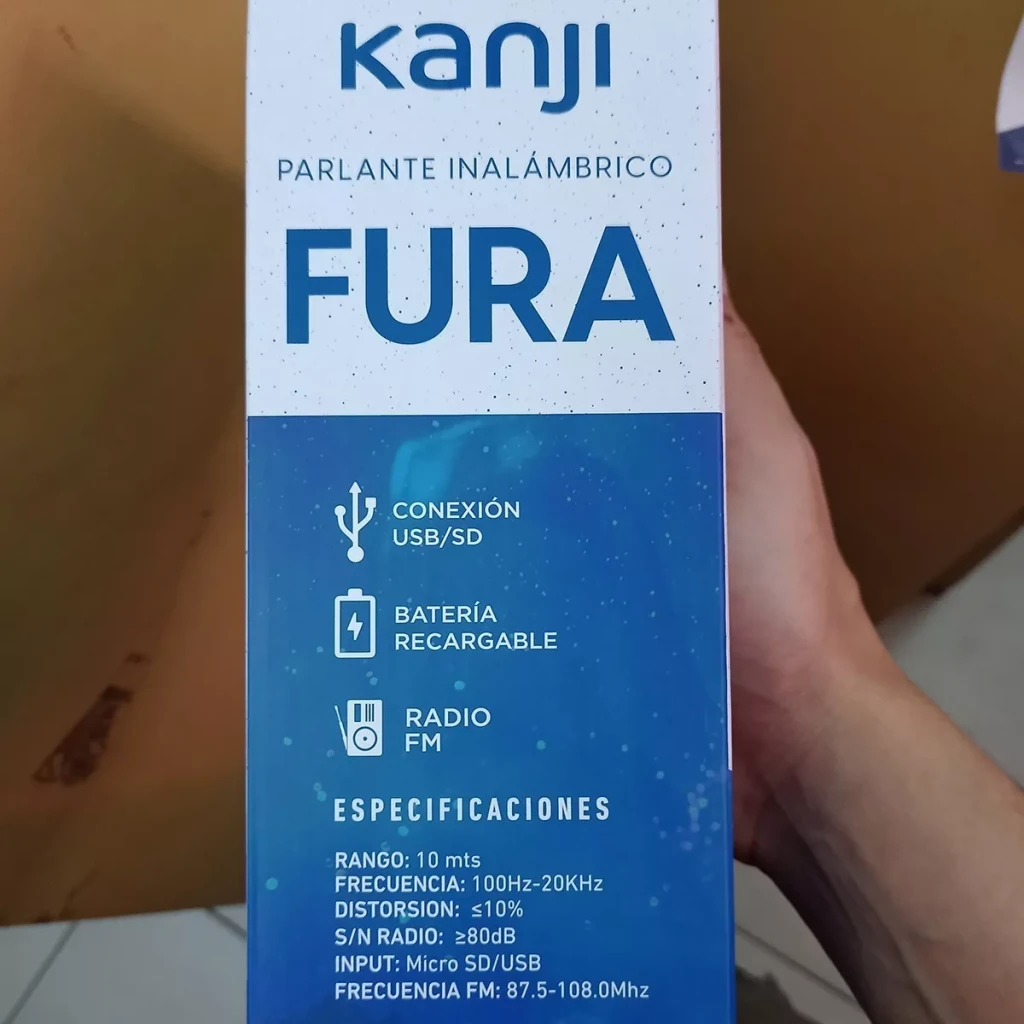 Kanji
PARLANTE INALÁMBRICO
FURA
CONEXIÓN
USB/SD
BATERÍA
RECARGABLE
RADIO
FM
ESPECIFICACIONES
RANGO: 10 mts
FRECUENCIA: 100Hz-20KHz
DISTORSION: ≤10%
S/N RADIO: ≥80dB
INPUT: Micro SD/USB
FRECUENCIA FM: 87.5-108.0Mhz